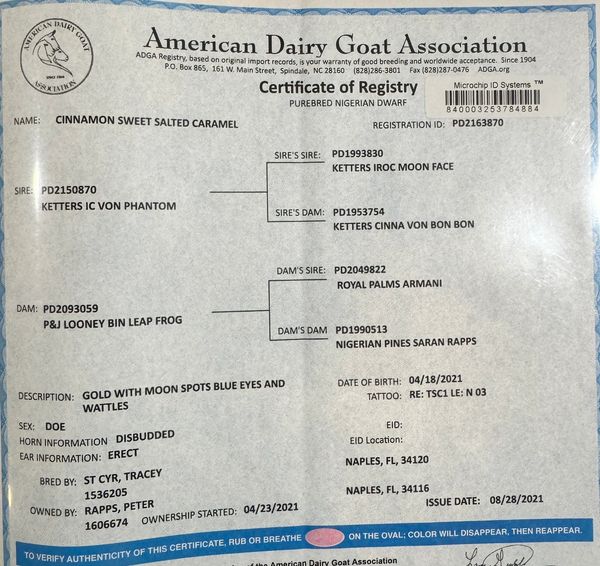 AMERICAN DAIRY GOAT
SINCE 1904
ASSOCIATION
American Dairy Goat Association
ADGA Registry, based on original import records, is your warranty of good breeding and worldwide acceptance. Since 1904
P.O. Box 865, 161 W. Main Street, Spindale, NC 28160 (828)286-3801 Fax (828)287-0476 ADGA.org
Certificate of Registry
PUREBRED NIGERIAN DWARF
Microchip ID Systems ™
840003253784884
NAME: CINNAMON SWEET SALTED CARAMEL
REGISTRATION ID: PD2163870
SIRE'S SIRE: PD1993830
KETTERS IROC MOON FACE
SIRE: PD2150870
KETTERS IC VON PHANTOM
SIRE'S DAM: PD1953754
KETTERS CINNA VON BON BON
DAM'S SIRE: PD2049822
ROYAL PALMS ARMANI
DAM: PD2093059
P&J LOONEY BIN LEAP FROG
DAM'S DAM PD1990513
NIGERIAN PINES SARAN RAPPS
DESCRIPTION: GOLD WITH MOON SPOTS BLUE EYES AND
WATTLES
DATE OF BIRTH: 04/18/2021
TATTOO: RE: TSC1 LE: N 03
SEX: DOE
HORN INFORMATION DISBUDDED
EAR INFORMATION: ERECT
EID:
EID Location:
BRED BY: ST CYR, TRACEY
1536205
NAPLES, FL, 34120
OWNED BY: RAPPS, PETER
1606674 OWNERSHIP STARTED: 04/23/2021
NAPLES, FL, 34116
ISSUE DATE: 08/28/2021
TO VERIFY AUTHENTICITY OF THIS CERTIFICATE, RUB OR BREATHE ON THE OVAL; COLOR WILL DISAPPEAR, THEN REAPPEAR.
of the American Dairy Goat Association